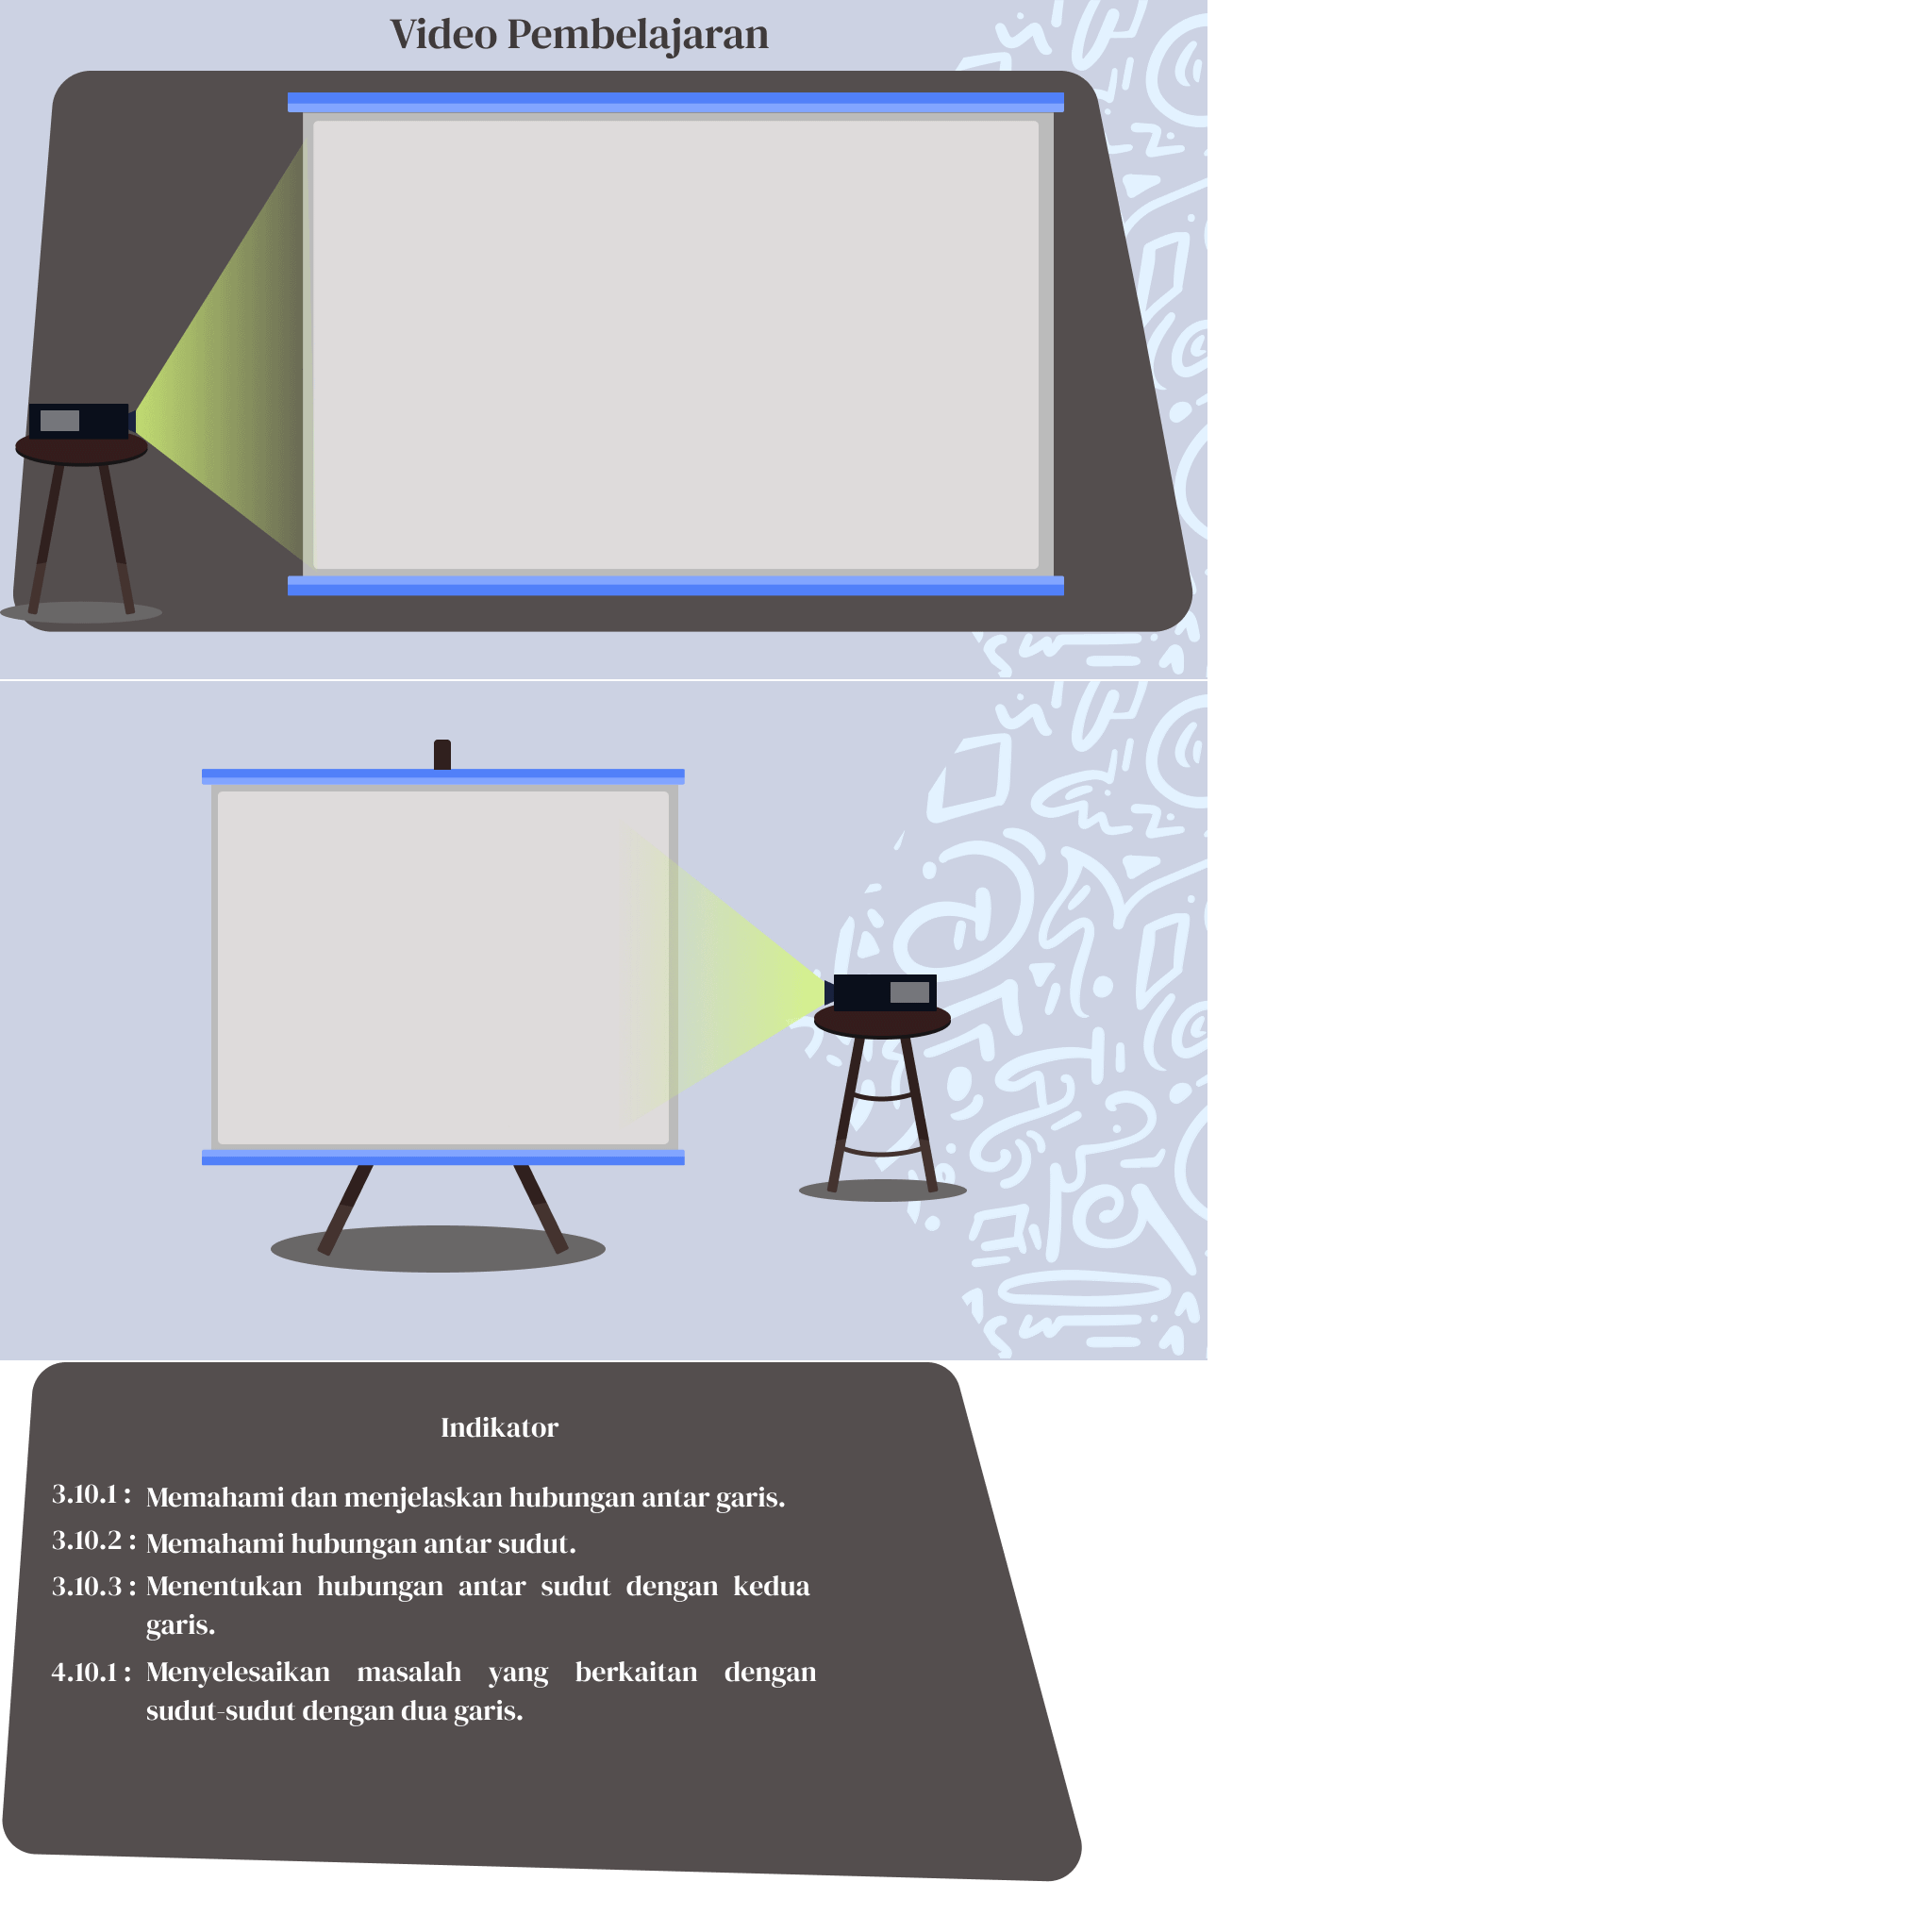 Video Pembelajaran
Indikator
3.10.1 : Memahami dan menjelaskan hubungan antar garis.
3.10.2 : Memahami hubungan antar sudut.
3.10.3 : Menentukan hubungan antar sudut dengan kedua
garis.
4.10.1 : Menyelesaikan masalah yang berkaitan dengan
sudut-sudut dengan dua garis.